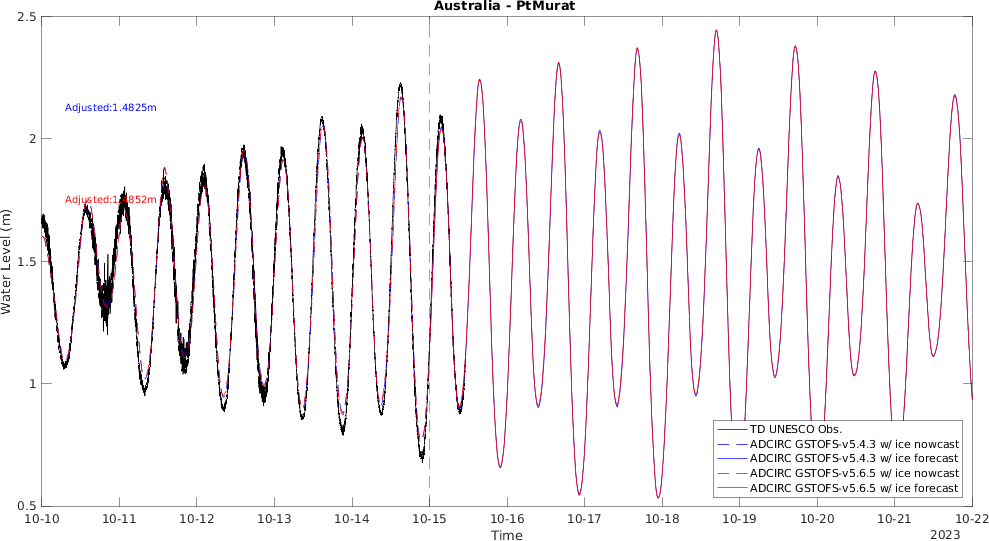 Australia - PtMurat
2.5
2
1.5
1
0.5
Water Level (m)
Adjusted:1.4825m
Adjusted:1.4852m
TD UNESCO Obs.
ADCIRC GSTOFS-v5.4.3 w/ ice nowcast
ADCIRC GSTOFS-v5.4.3 w/ ice forecast
ADCIRC GSTOFS-v5.6.5 w/ ice nowcast
ADCIRC GSTOFS-v5.6.5 w/ ice forecast
10-10 10-11 10-12 10-13 10-14 10-15 10-16 10-17 10-18 10-19 10-20 10-21 10-22
Time
2023